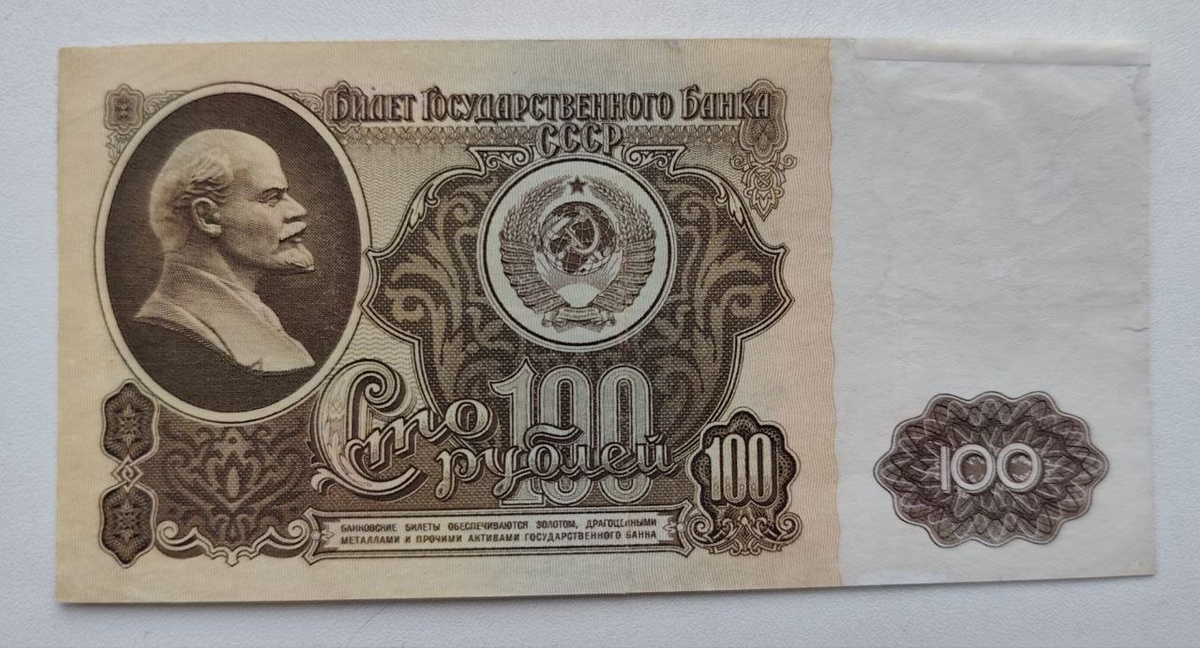 Билет Государственного Банка
СССР
100
Сто
рублей
100
100
БАНКОВСКИЕ БИЛЕТЫ ОБЕСПЕЧИВАЮТСЯ ЗОЛОТОМ, ДРАГОЦЕННЫМИ
МЕТАЛЛАМИ И ПРОЧИМИ АКТИВАМИ ГОСУДАРСТВЕННОГО БАНКА